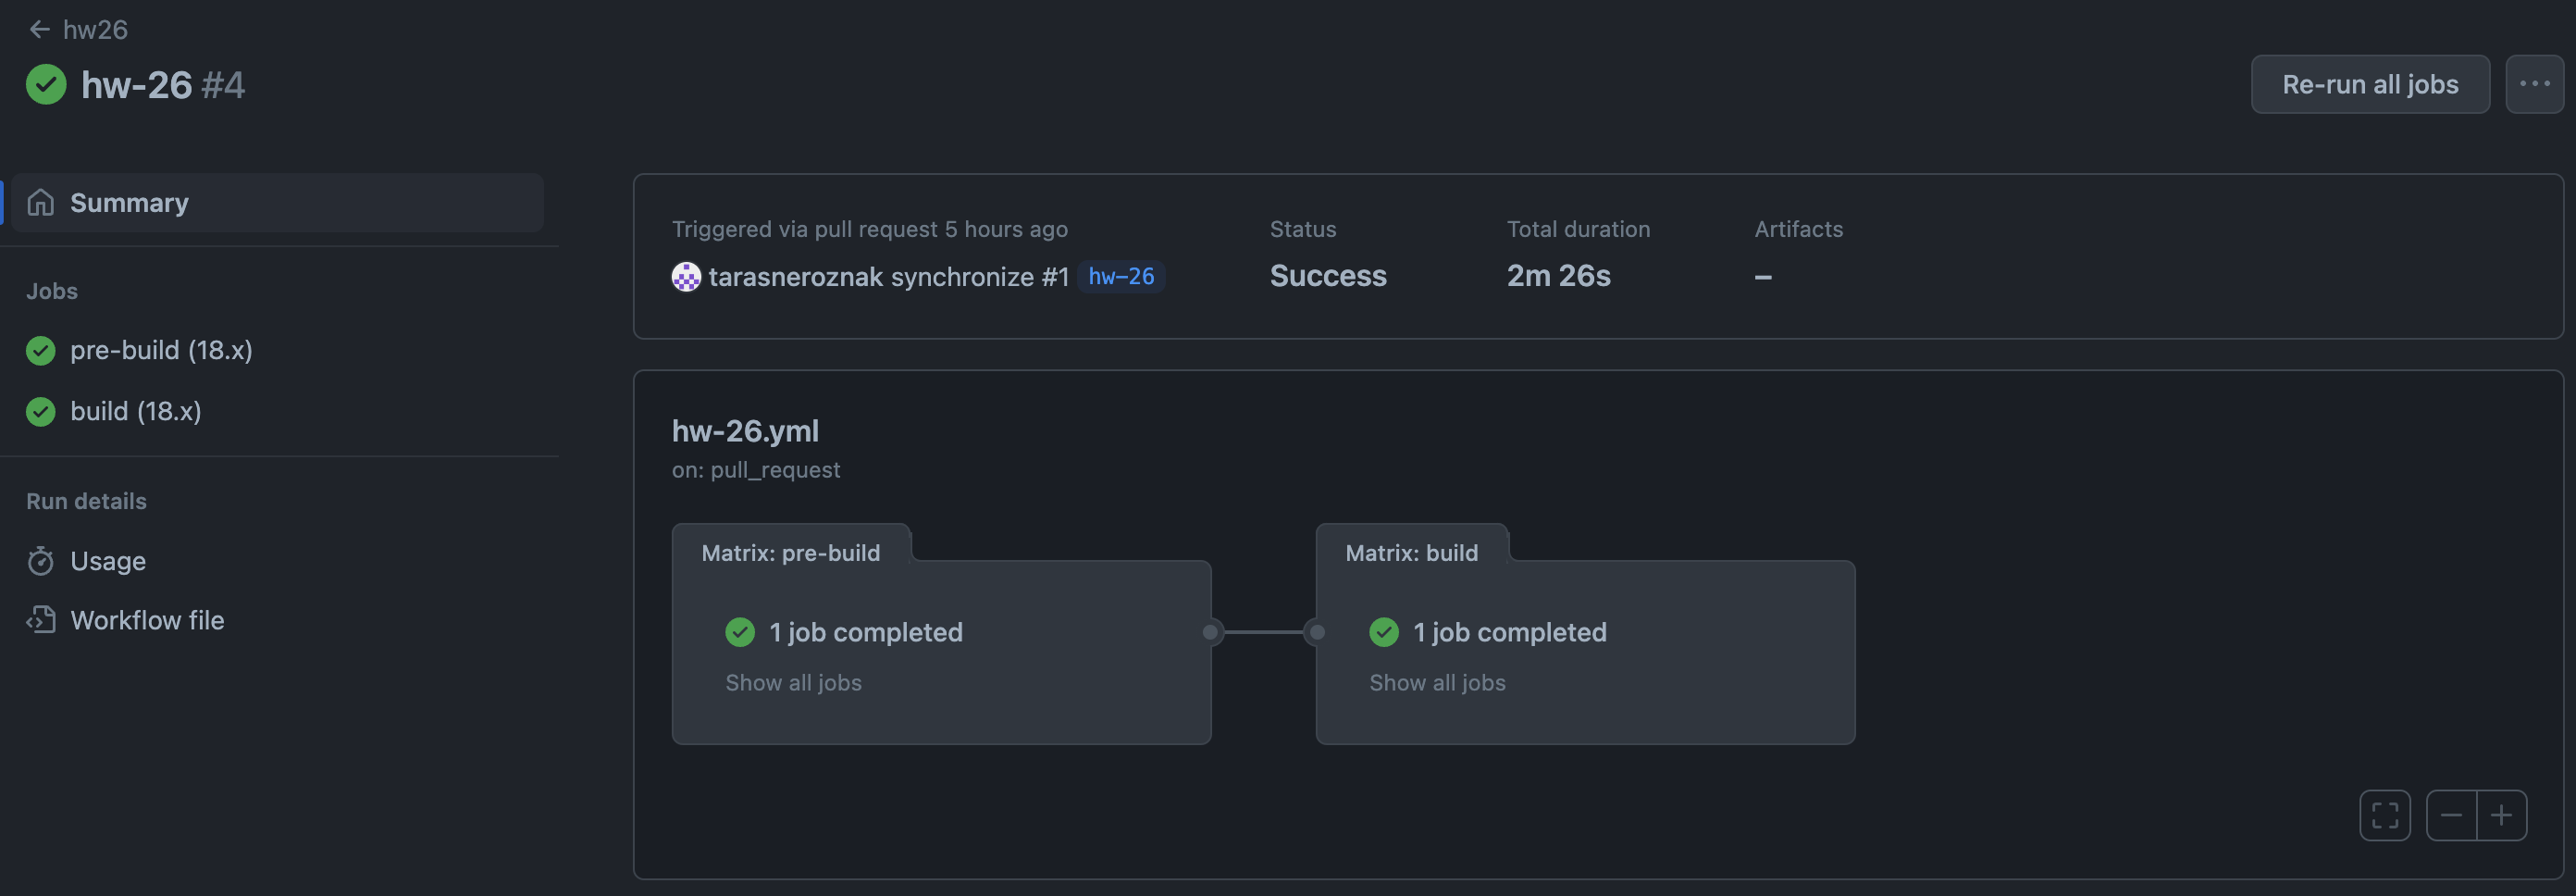 hw26
hw-26 #4
Re-run all jobs
Summary
Jobs
pre-build (18.x)
build (18.x)
Run details
Usage
Workflow file
Triggered via pull request 5 hours ago
tarasneroznak synchronize #1 hw-26
Status
Success
Total duration
2m 26s
Artifacts
–
hw-26.yml
on: pull_request
Matrix: pre-build
1 job completed
Show all jobs
Matrix: build
1 job completed
Show all jobs